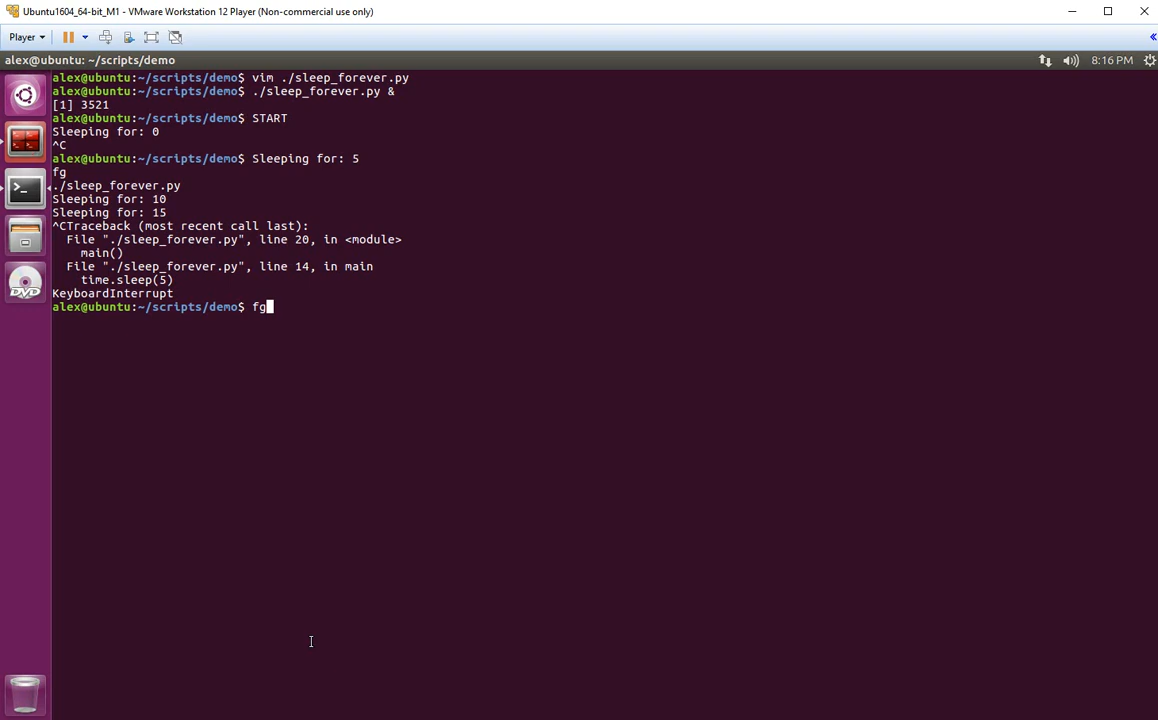 Ubuntu1604_64-bit_M1 - VMware Workstation 12 Player (Non-commercial use only)
Player
alex@ubuntu: ~/scripts/demo
8:16 PM
alex@ubuntu:~/scripts/demo$ vim ./sleep_forever.py
alex@ubuntu:~/scripts/demo$ ./sleep_forever.py &
[1] 3521
alex@ubuntu:~/scripts/demo$ START
Sleeping for: 0
^C
alex@ubuntu:~/scripts/demo$ Sleeping for: 5
fg
./sleep_forever.py
Sleeping for: 10
Sleeping for: 15
^CTraceback (most recent call last):
File "./sleep_forever.py", line 20, in <module>
main()
File "./sleep_forever.py", line 14, in main
time.sleep(5)
KeyboardInterrupt
alex@ubuntu:~/scripts/demo$ fg
DVD